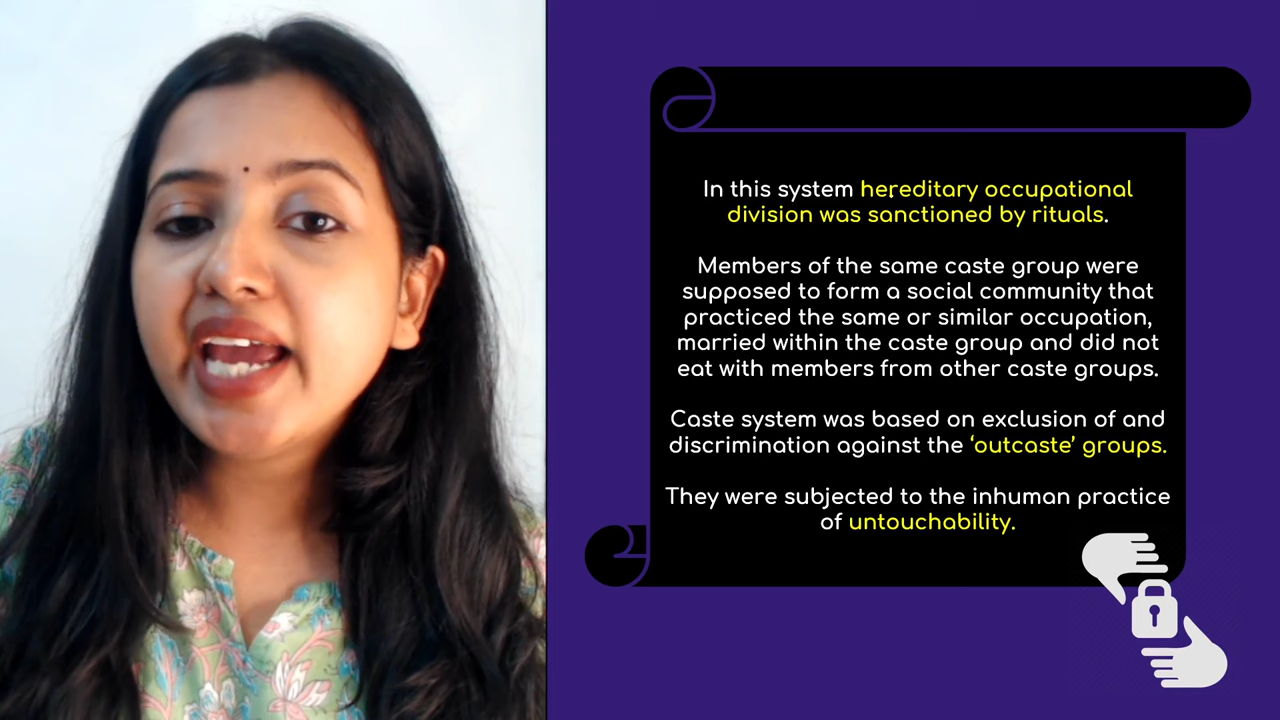 In this system hereditary occupational
division was sanctioned by rituals.
Members of the same caste group were
supposed to form a social community that
practiced the same or similar occupation,
married within the caste group and did not
eat with members from other caste groups.
Caste system was based on exclusion of and
discrimination against the ‘outcaste’ groups.
They were subjected to the inhuman practice
of untouchability.